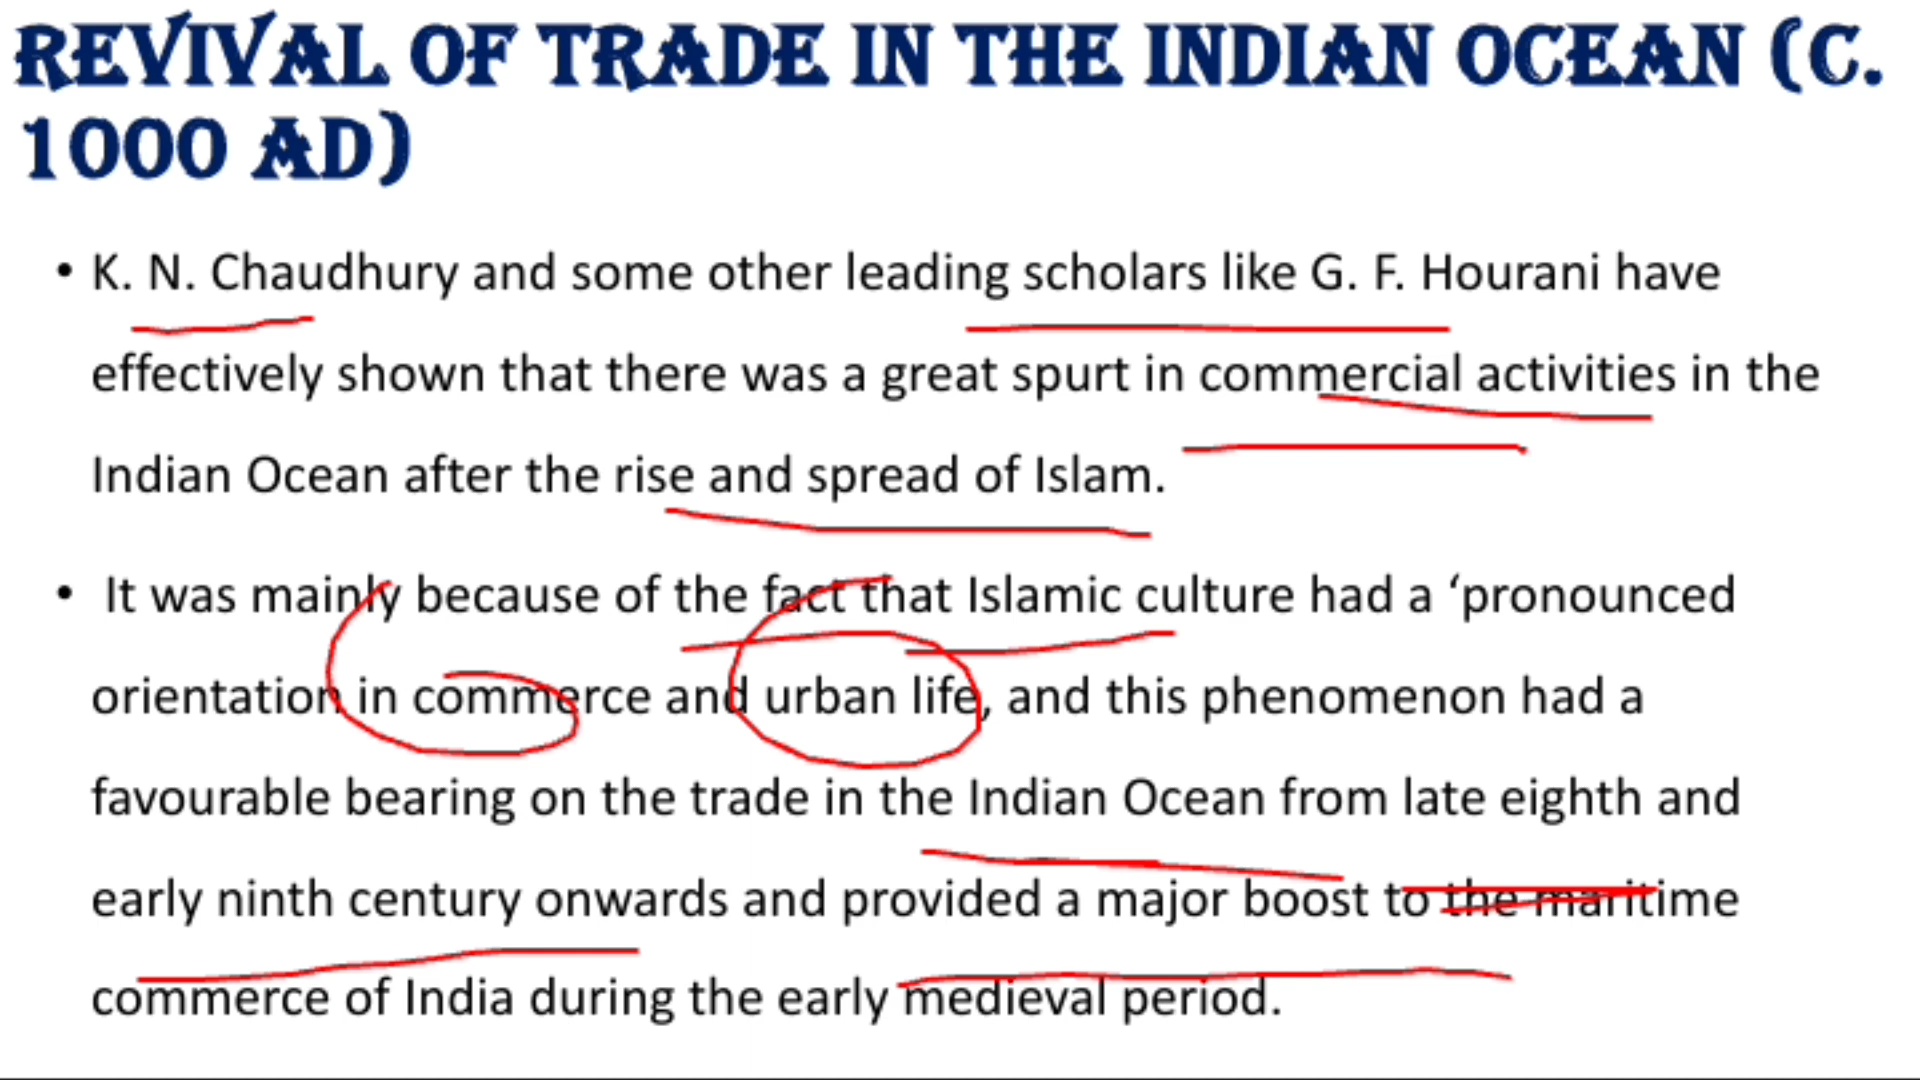 REVIVAL OF TRADE IN THE INDIAN OCEAN (C.
1000 AD)
• K. N. Chaudhury and some other leading scholars like G. F. Hourani have
effectively shown that there was a great spurt in commercial activities in the
Indian Ocean after the rise and spread of Islam.
• It was mainly because of the fact that Islamic culture had a ‘pronounced
orientation in commerce and urban life, and this phenomenon had a
favourable bearing on the trade in the Indian Ocean from late eighth and
early ninth century onwards and provided a major boost to the maritime
commerce of India during the early medieval period.